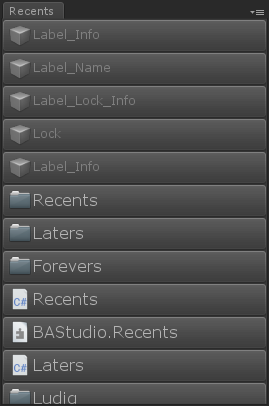 Recents
Label_Info
Label_Name
Label_Lock_Info
Lock
Label_Info
Recents
Laters
Forevers
C#
Recents
BAStudio.Recents
C#
Laters
Ludiq